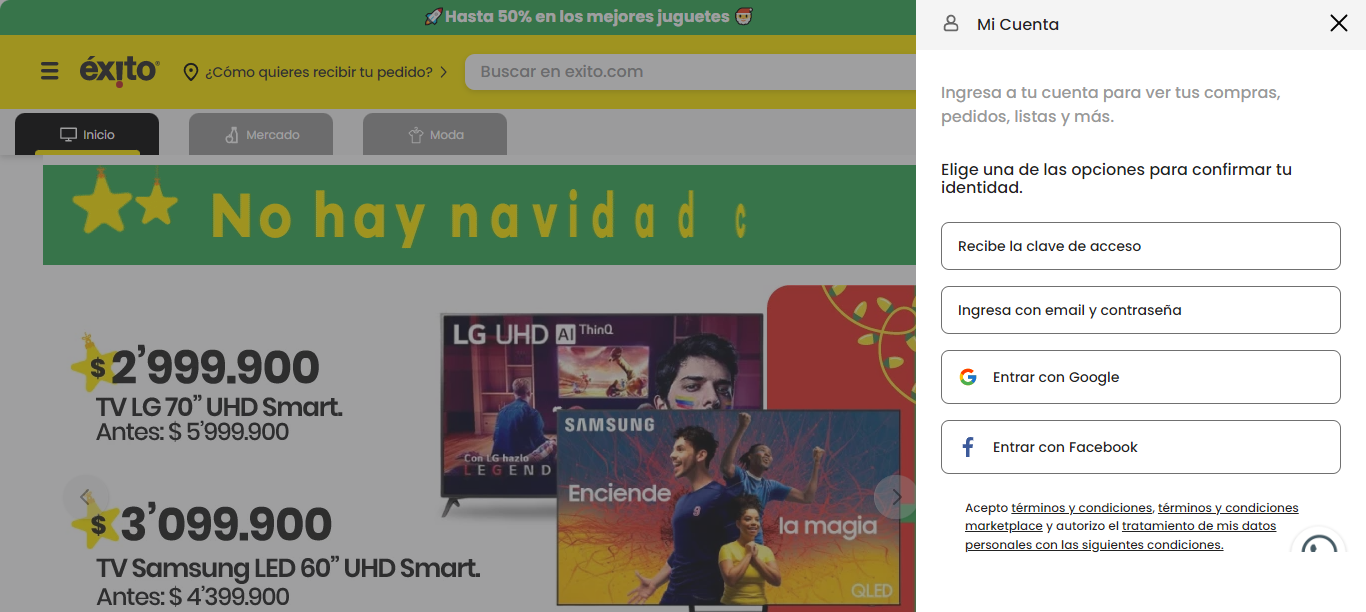 Hasta 50% en los mejores juguetes
éxito
¿Cómo quieres recibir tu pedido?
Buscar en exito.com
Inicio
Mercado
Moda
No hay navidad c
$ 2'999.900
TV LG 70” UHD Smart.
Antes: $ 5’999.900
$ 3'099.900
TV Samsung LED 60” UHD Smart.
Antes: $ 4’399.900
LG UHD AI ThinQ
Con LG hazlo
LEGEND
SAMSUNG
Enciende
la magia
QLED
Mi Cuenta
Ingresa a tu cuenta para ver tus compras,
pedidos, listas y más.
Elige una de las opciones para confirmar tu
identidad.
Recibe la clave de acceso
Ingresa con email y contraseña
Entrar con Google
Entrar con Facebook
Acepto términos y condiciones, términos y condiciones
marketplace y autorizo el tratamiento de mis datos
personales con las siguientes condiciones.